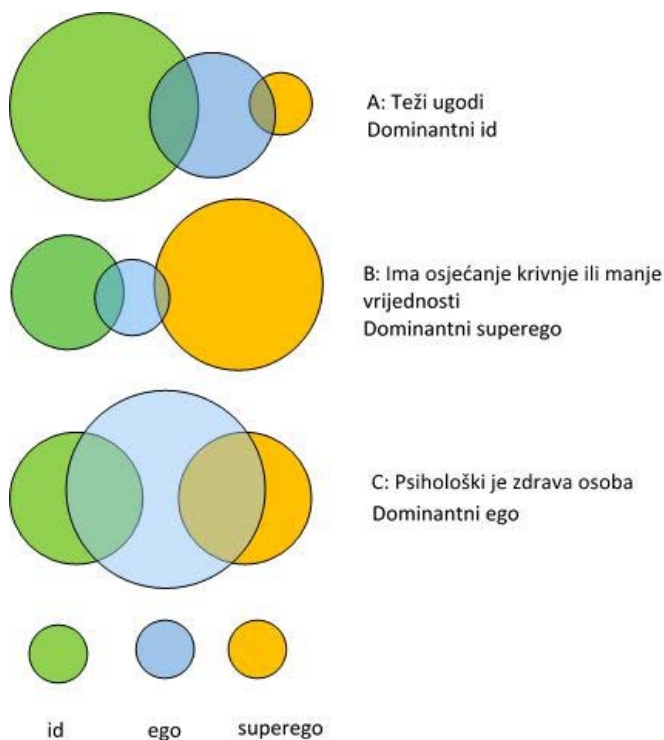 A: Teži ugodi
Dominantni id
B: Ima osjećanje krivnje ili manje
vrijednosti
Dominantni superego
C: Psihološki je zdrava osoba
Dominantni ego
id ego superego